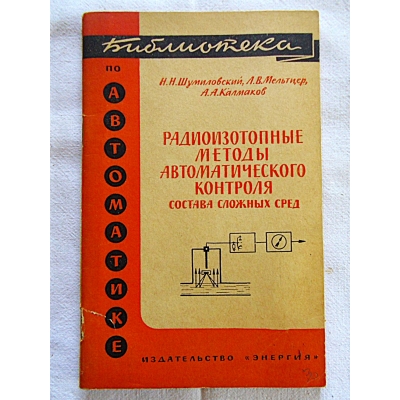 Библиотека
ПО
АВТОМАТИКЕ
Н.Н.Шумиловский, Л.В.Мельтцер,
А.А.Калмаков
РАДИОИЗОТОПНЫЕ
МЕТОДЫ
АВТОМАТИЧЕСКОГО
КОНТРОЛЯ
СОСТАВА СЛОЖНЫХ СРЕД
ИЗДАТЕЛЬСТВО «ЭНЕРГИЯ»